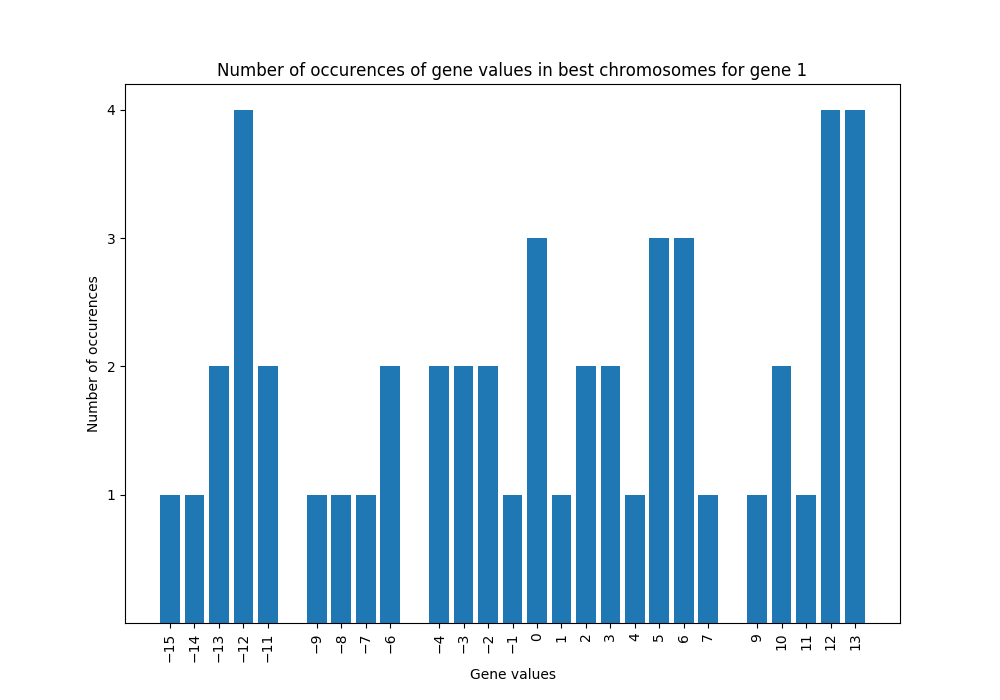 Number of occurences of gene values in best chromosomes for gene 1
4
3
2
1
Number of occurences
−15 −14 −13 −12 −11 −9 −8 −7 −6 −4 −3 −2 −1 0 1 2 3 4 5 6 7 9 10 11 12 13
Gene values